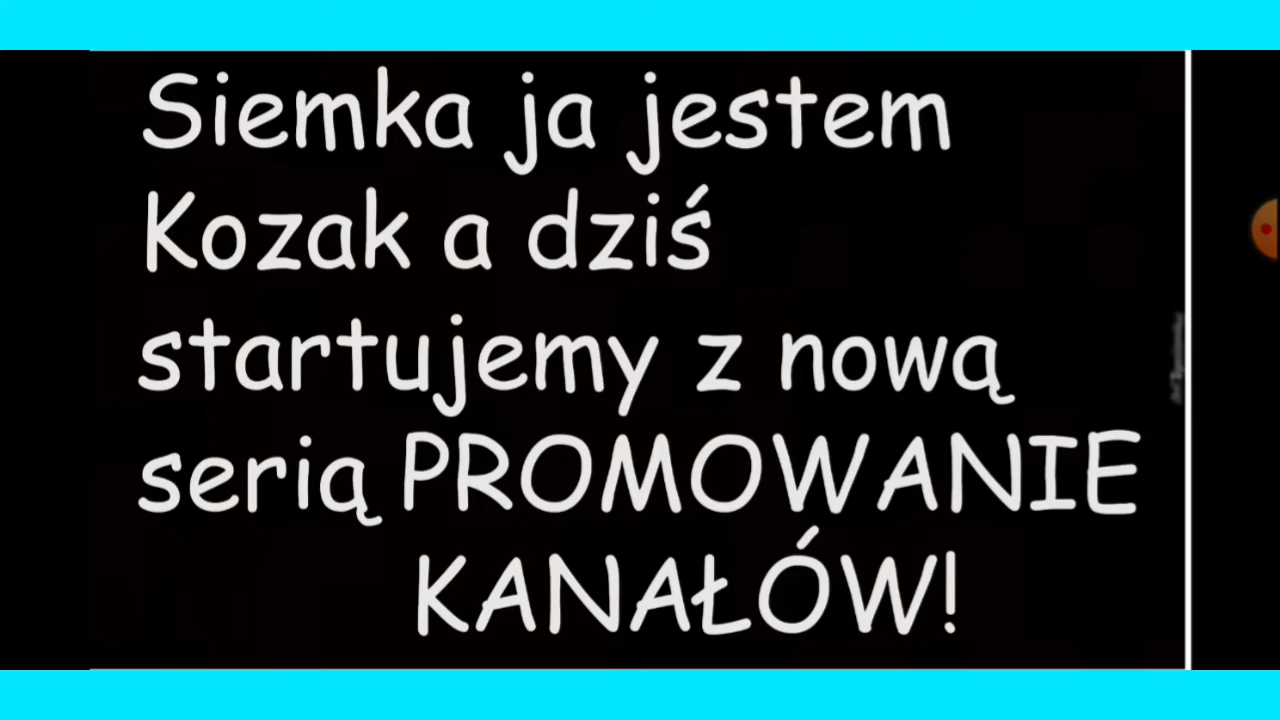 Siemka ja jestem
Kozak a dziś
startujemy z nową
serią PROMOWANIE
KANAŁÓW!